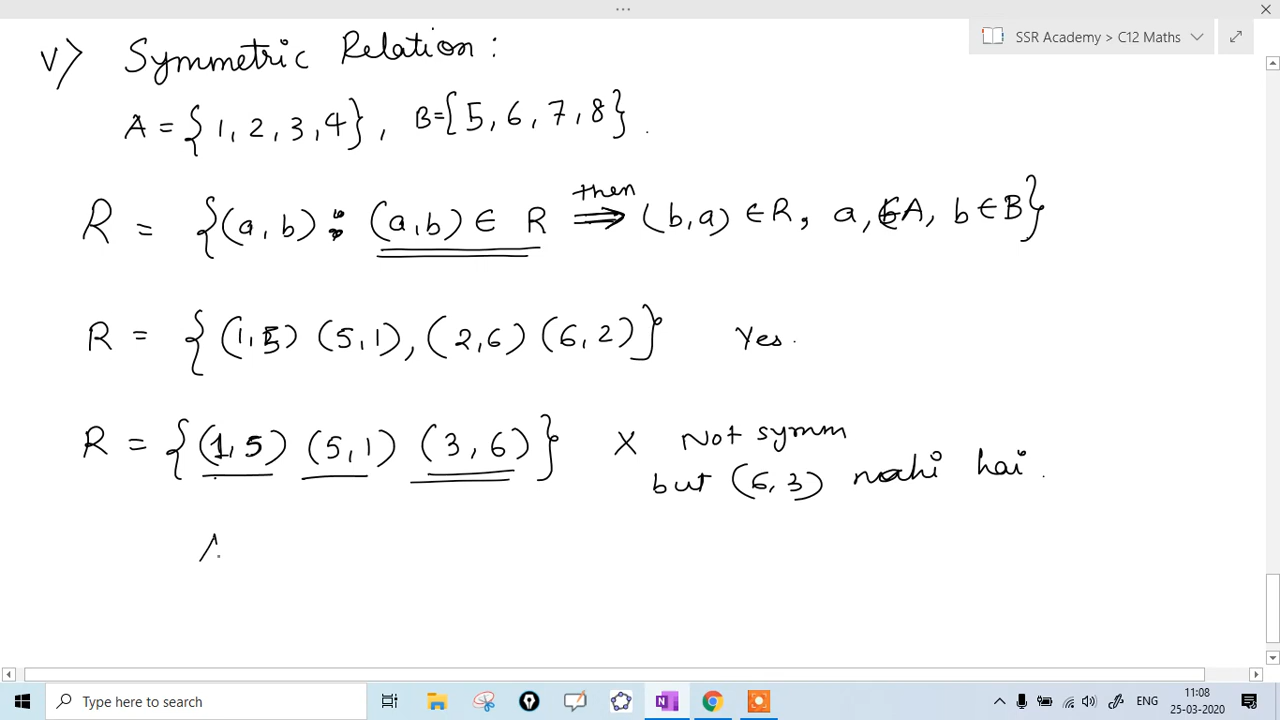 ...
SSR Academy > C12 Maths
v) Symmetric Relation :
A = { 1, 2, 3, 4 } , B={ 5, 6, 7, 8 } .
then
R = {(a, b) : (a, b) ∈ R ⇒ (b, a) ∈ R, a, ∈ A, b ∈ B}
R = { (1, 5) (5, 1), (2, 6) (6, 2) } Yes .
R = { (1, 5) (5, 1) (3, 6) } X Not symm
but (6, 3) nahi hai .
Type here to search
ENG
11:08
25-03-2020